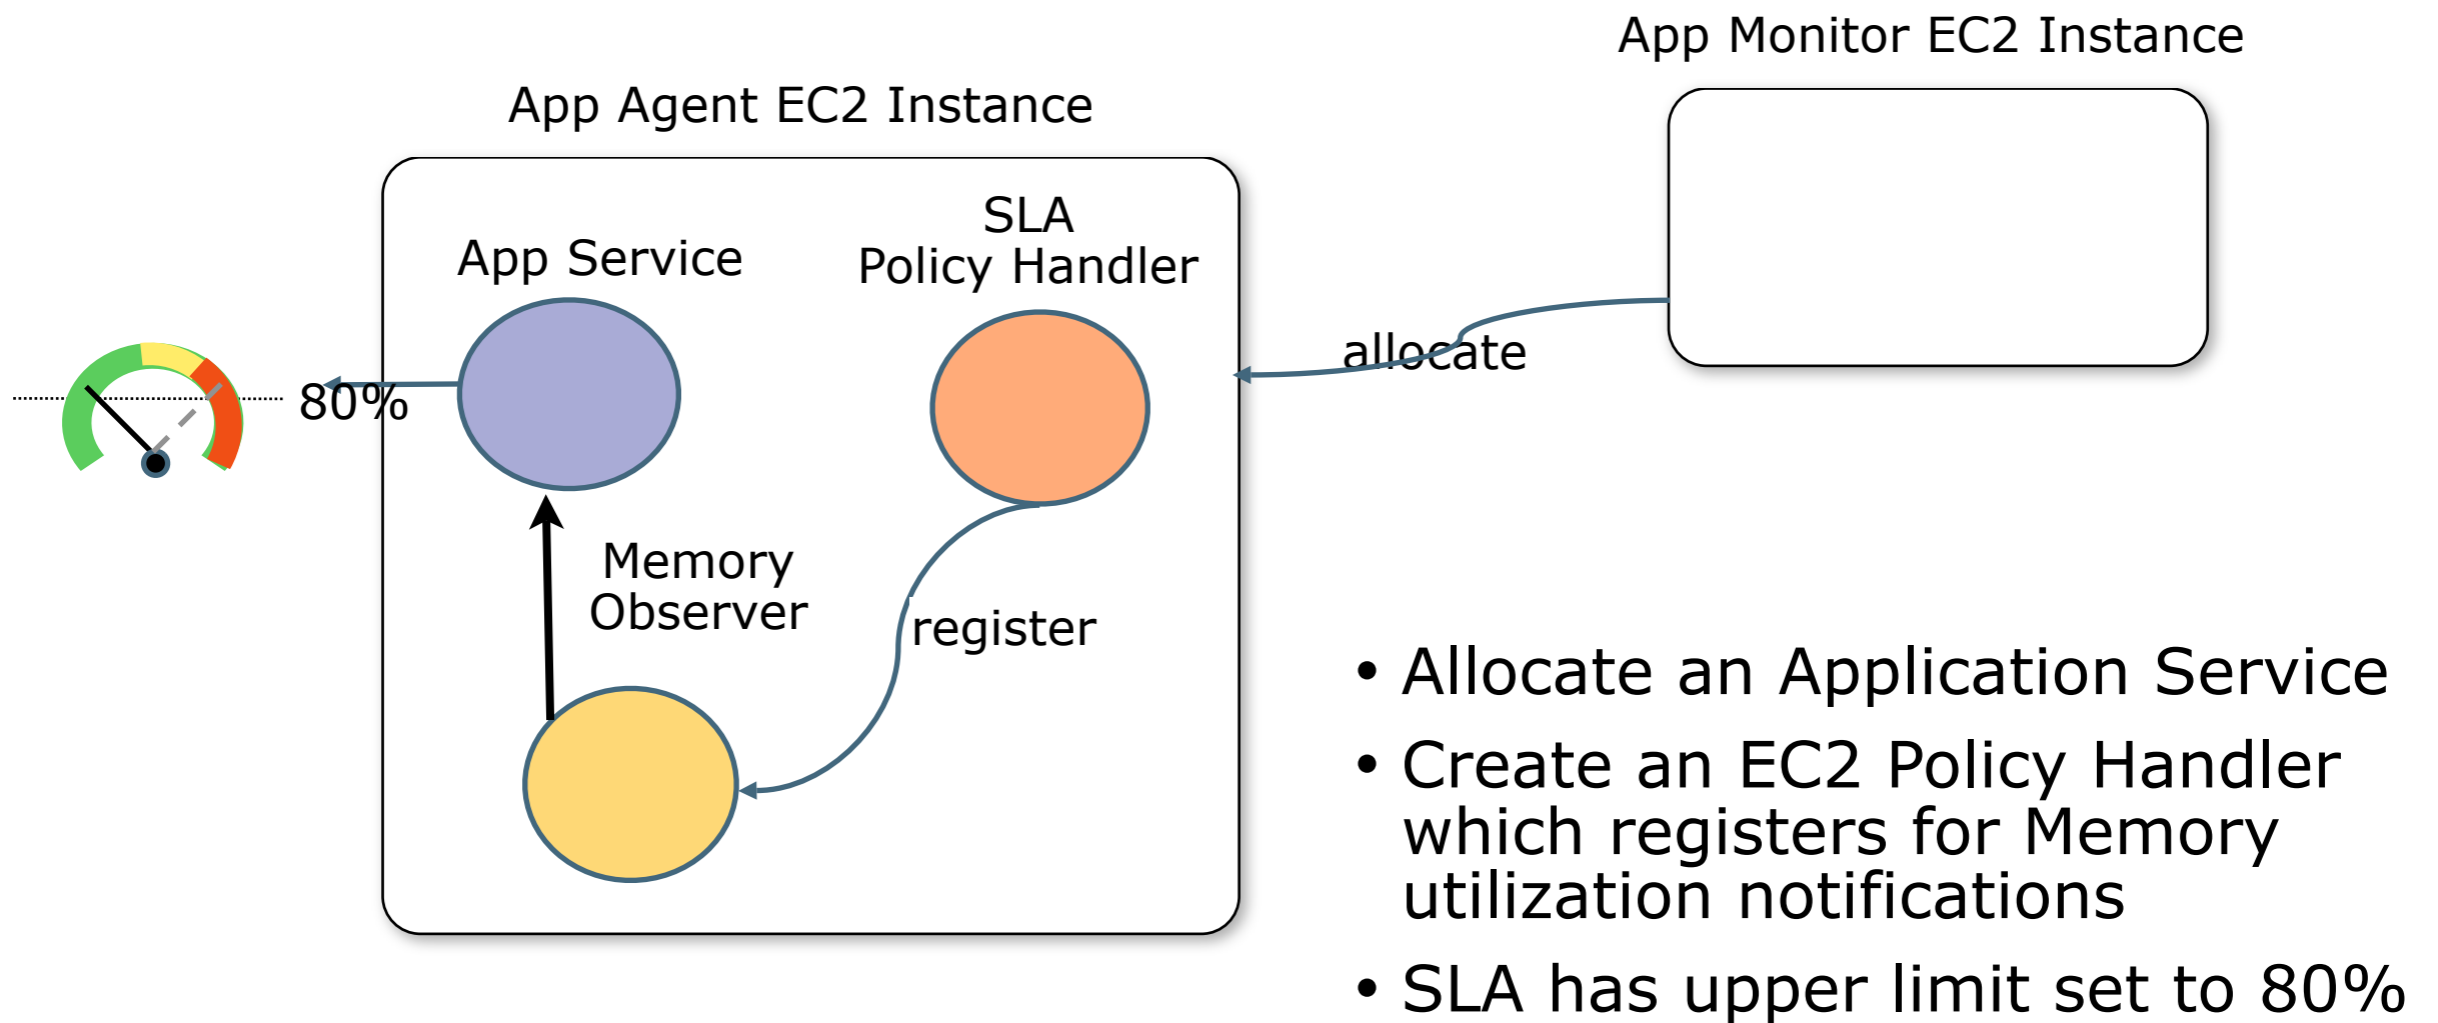 App Monitor EC2 Instance
App Agent EC2 Instance
SLA
Policy Handler
App Service
allocate
80%
Memory
Observer
register
• Allocate an Application Service
• Create an EC2 Policy Handler
which registers for Memory
utilization notifications
• SLA has upper limit set to 80%